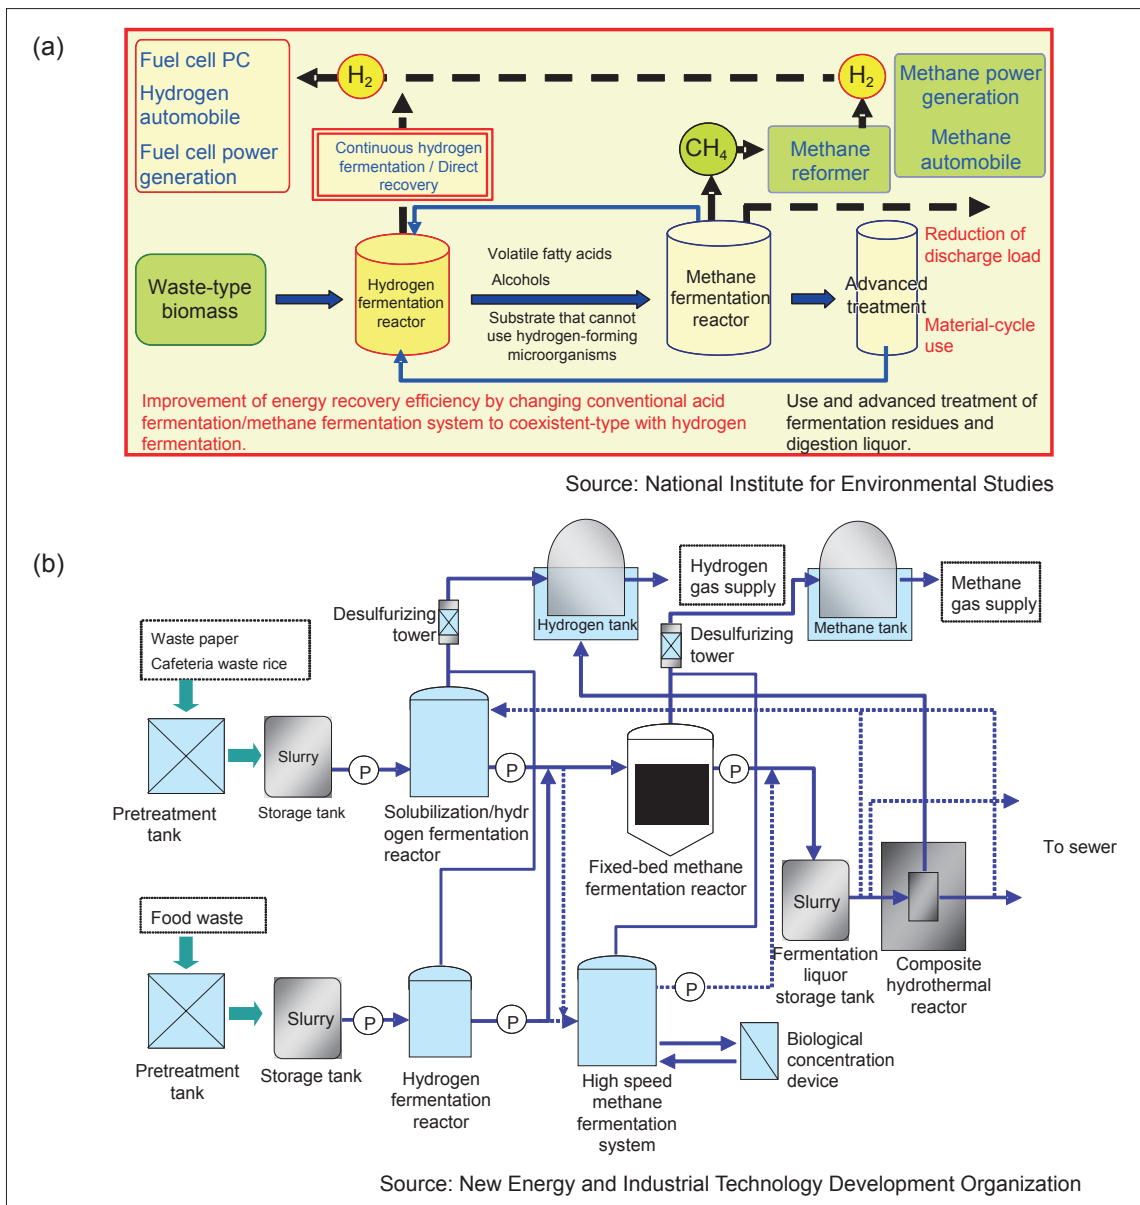 (a)
Fuel cell PC
Hydrogen
automobile
Fuel cell power
generation
H2
H2
Methane power
generation
Methane
automobile
Continuous hydrogen
fermentation / Direct
recovery
CH4
Methane
reformer
Waste-type
biomass
Hydrogen
fermentation
reactor
Volatile fatty acids
Alcohols
Substrate that cannot
use hydrogen-forming
microorganisms
Methane
fermentation
reactor
Advanced
treatment
Reduction of
discharge load
Material-cycle
use
Improvement of energy recovery efficiency by changing conventional acid
fermentation/methane fermentation system to coexistent-type with hydrogen
fermentation.
Use and advanced treatment of
fermentation residues and
digestion liquor.
Source: National Institute for Environmental Studies
(b)
Desulfurizing
tower
Hydrogen tank
Hydrogen
gas supply
Desulfurizing
tower
Methane tank
Methane
gas supply
Waste paper
Cafeteria waste rice
Pretreatment
tank
Slurry
Storage tank
P
Solubilization/hydr
ogen fermentation
reactor
P
Fixed-bed methane
fermentation reactor
P
Slurry
Fermentation
liquor
storage tank
Composite
hydrothermal
reactor
To sewer
Food waste
Pretreatment
tank
Slurry
Storage tank
P
Hydrogen
fermentation
reactor
P
High speed
methane
fermentation
system
P
Biological
concentration
device
Source: New Energy and Industrial Technology Development Organization